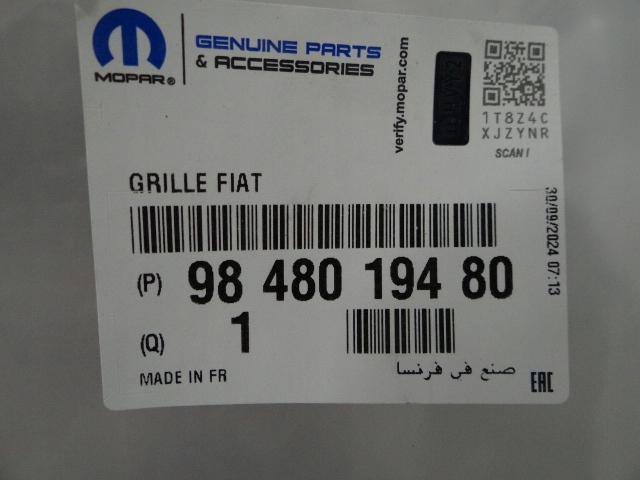 MOPAR®
GENUINE PARTS
& ACCESSORIES
verify.mopar.com
1T8Z4C
XJZYNR
SCAN!
GRILLE FIAT
30/09/2024 07:13
(P) 98 480 194 80
(Q) 1
MADE IN FR
صنع في فرنسا
EAC